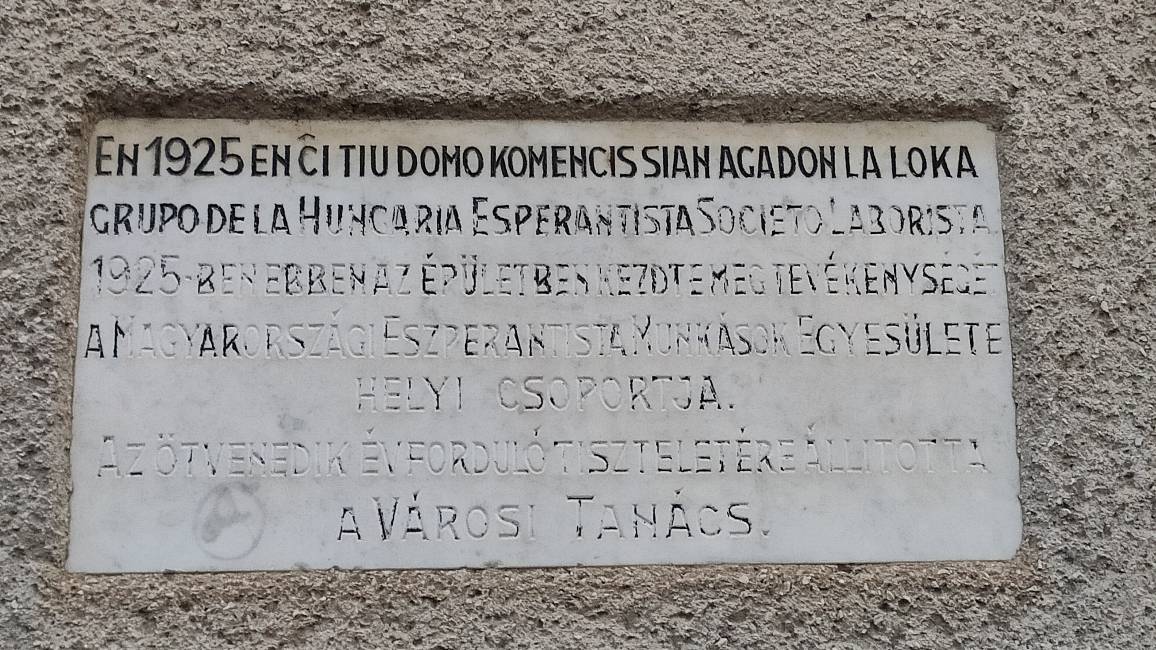 EN 1925 EN ĈI TIU DOMO KOMENCIS SIAN AGADON LA LOKA
GRUPO DE LA HUNGARIA ESPERANTISTA SOCIETO LABORISTA.
1925-BEN EBBEN AZ ÉPÜLETBEN KEZDTE MEG TEVÉKENYSÉGÉT
A MAGYARORSZÁGI ESZPERANTISTA MUNKÁSOK EGYESÜLETE
HELYI CSOPORTJA.
AZ ÖTVENEDIK ÉVFORDULÓ TISZTELETÉRE ÁLLITOTTA
A VÁROSI TANÁCS.